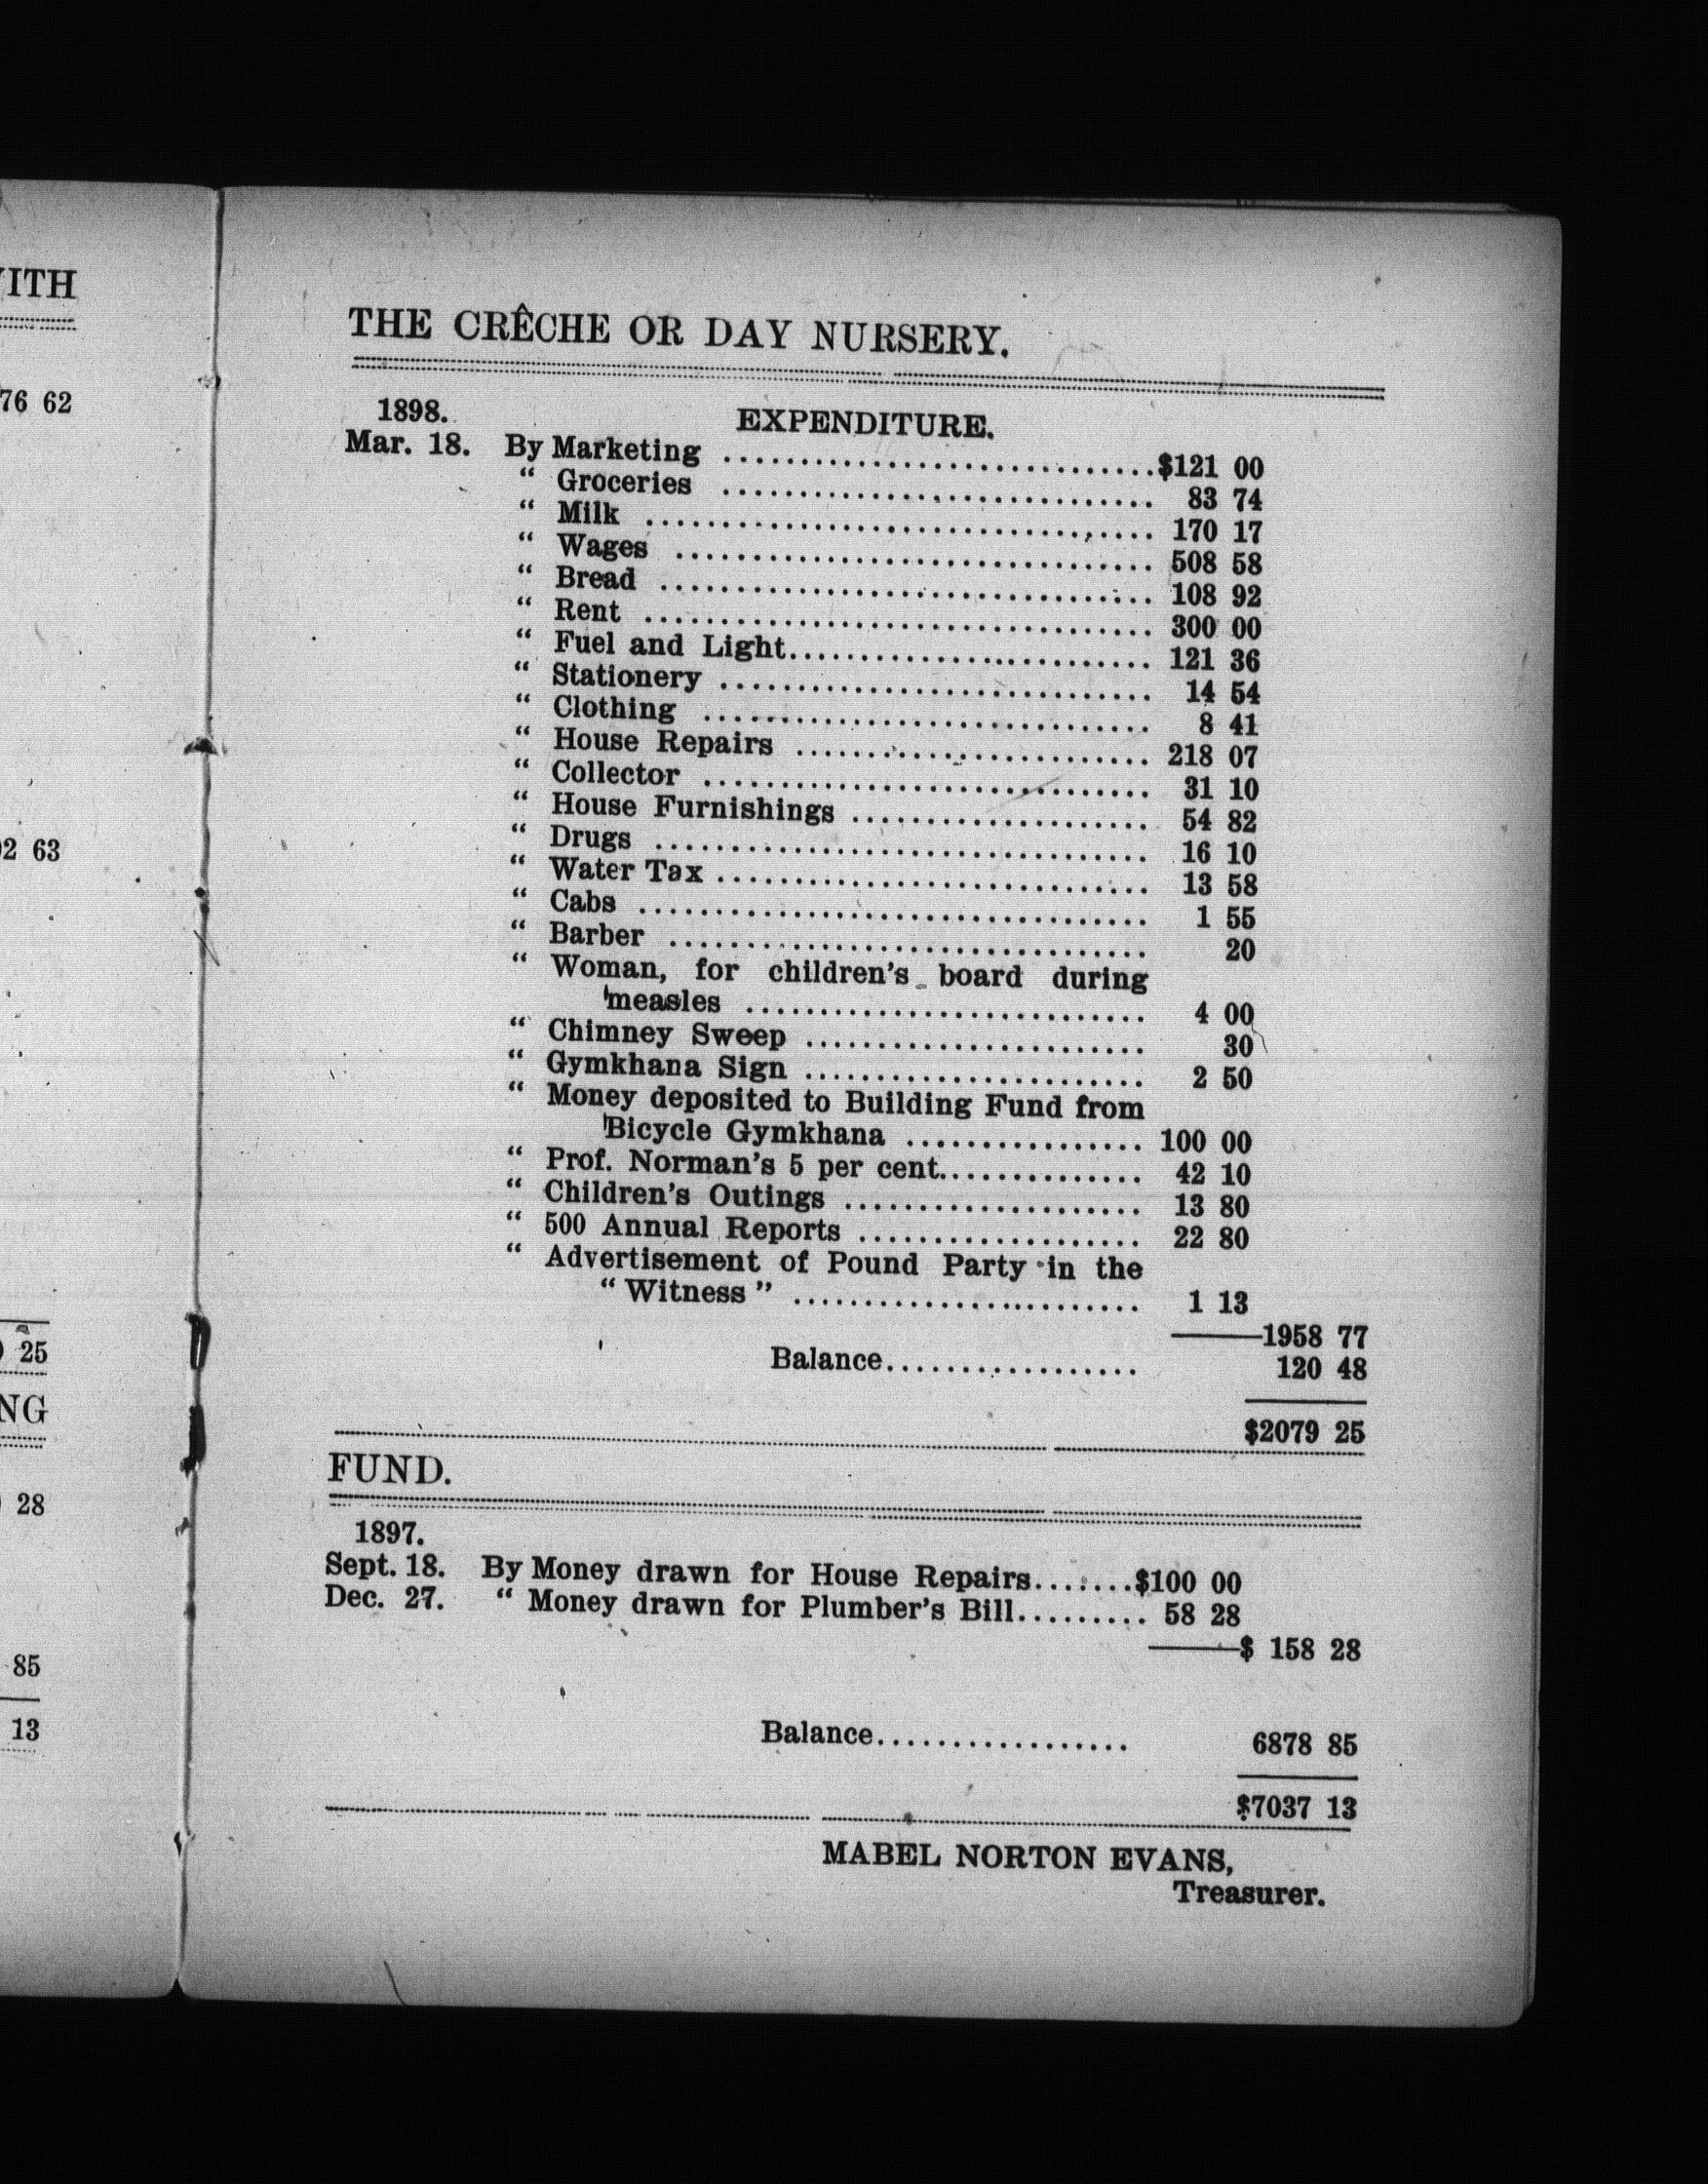 ITH
76 62
2 63
25
NG
28
85
13
THE CRÊCHE OR DAY NURSERY.
1898. EXPENDITURE.
Mar. 18. By Marketing ..............................$121 00
“ Groceries .............................. 83 74
“ Milk .................................. 170 17
“ Wages ................................ 508 58
“ Bread ................................. 108 92
“ Rent .................................. 300 00
“ Fuel and Light......................... 121 36
“ Stationery ............................. 14 54
“ Clothing .............................. 8 41
“ House Repairs ........................ 218 07
“ Collector .............................. 31 10
“ House Furnishings .................... 54 82
“ Drugs ................................. 16 10
“ Water Tax ............................. 13 58
“ Cabs .................................. 1 55
“ Barber ................................ 20
“ Woman, for children's board during
measles ........................... 4 00
“ Chimney Sweep ....................... 30
“ Gymkhana Sign ....................... 2 50
“ Money deposited to Building Fund from
Bicycle Gymkhana ................ 100 00
“ Prof. Norman's 5 per cent.............. 42 10
“ Children's Outings .................... 13 80
“ 500 Annual Reports ................... 22 80
“ Advertisement of Pound Party in the
“ Witness ” ........................ 1 13
———1958 77
Balance................. 120 48
$2079 25
FUND.
1897.
Sept. 18. By Money drawn for House Repairs.......$100 00
Dec. 27. “ Money drawn for Plumber's Bill......... 58 28
———$ 158 28
Balance................. 6878 85
$7037 13
MABEL NORTON EVANS,
Treasurer.